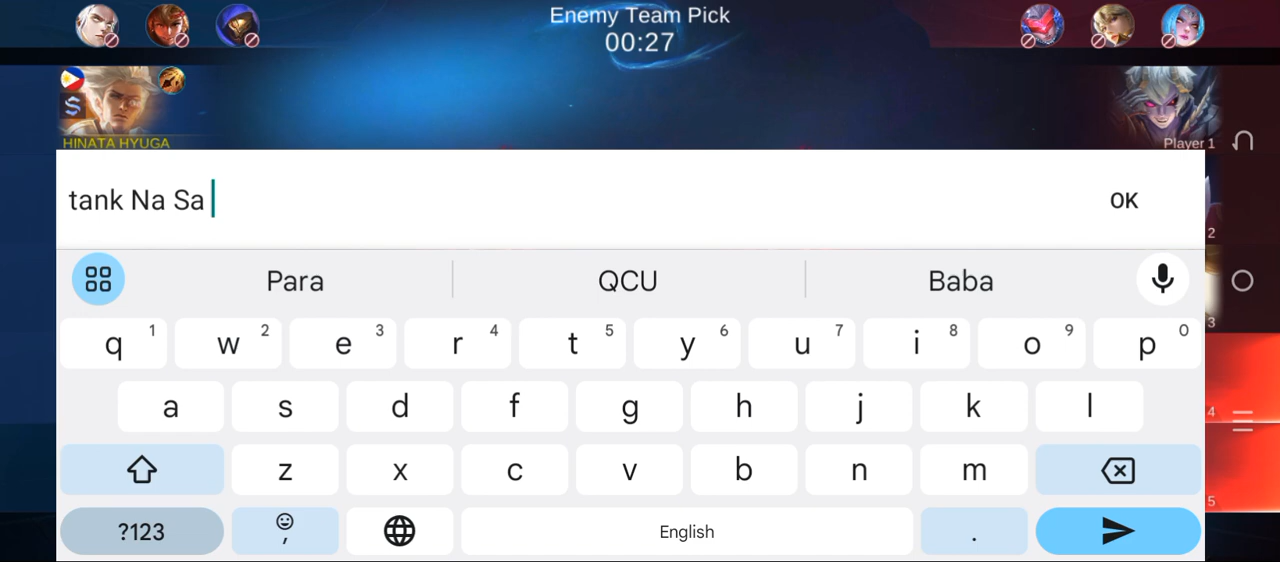 Enemy Team Pick
00:27
HINATA HYUGA
Player 1
tank Na Sa
OK
2
Para
QCU
Baba
3
q 1 w 2 e 3 r 4 t 5 y 6 u 7 i 8 o 9 p 0
a s d f g h j k l
4
z x c v b n m
5
?123 , English .